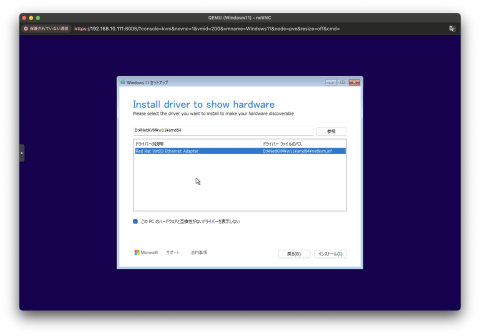 QEMU (Windows11) - noVNC
保護されていない通信
https://192.168.10.111:8006/?console=kvm&novnc=1&vmid=200&vmname=Windows11&node=pve&resize=off&cmd=
Windows 11 セットアップ
Install driver to show hardware
Please select the driver you want to install to make your hardware discoverable
D:¥NetKVM¥w11¥amd64
参照
ドライバーの説明
ドライバー ファイルのパス
Red Hat VirtIO Ethernet Adapter
D:¥NetKVM¥w11¥amd64¥netkvm.inf
この PC のハードウェアと互換性がないドライバーを表示しない
Microsoft
サポート
法的事項
戻る(B)
インストール(I)